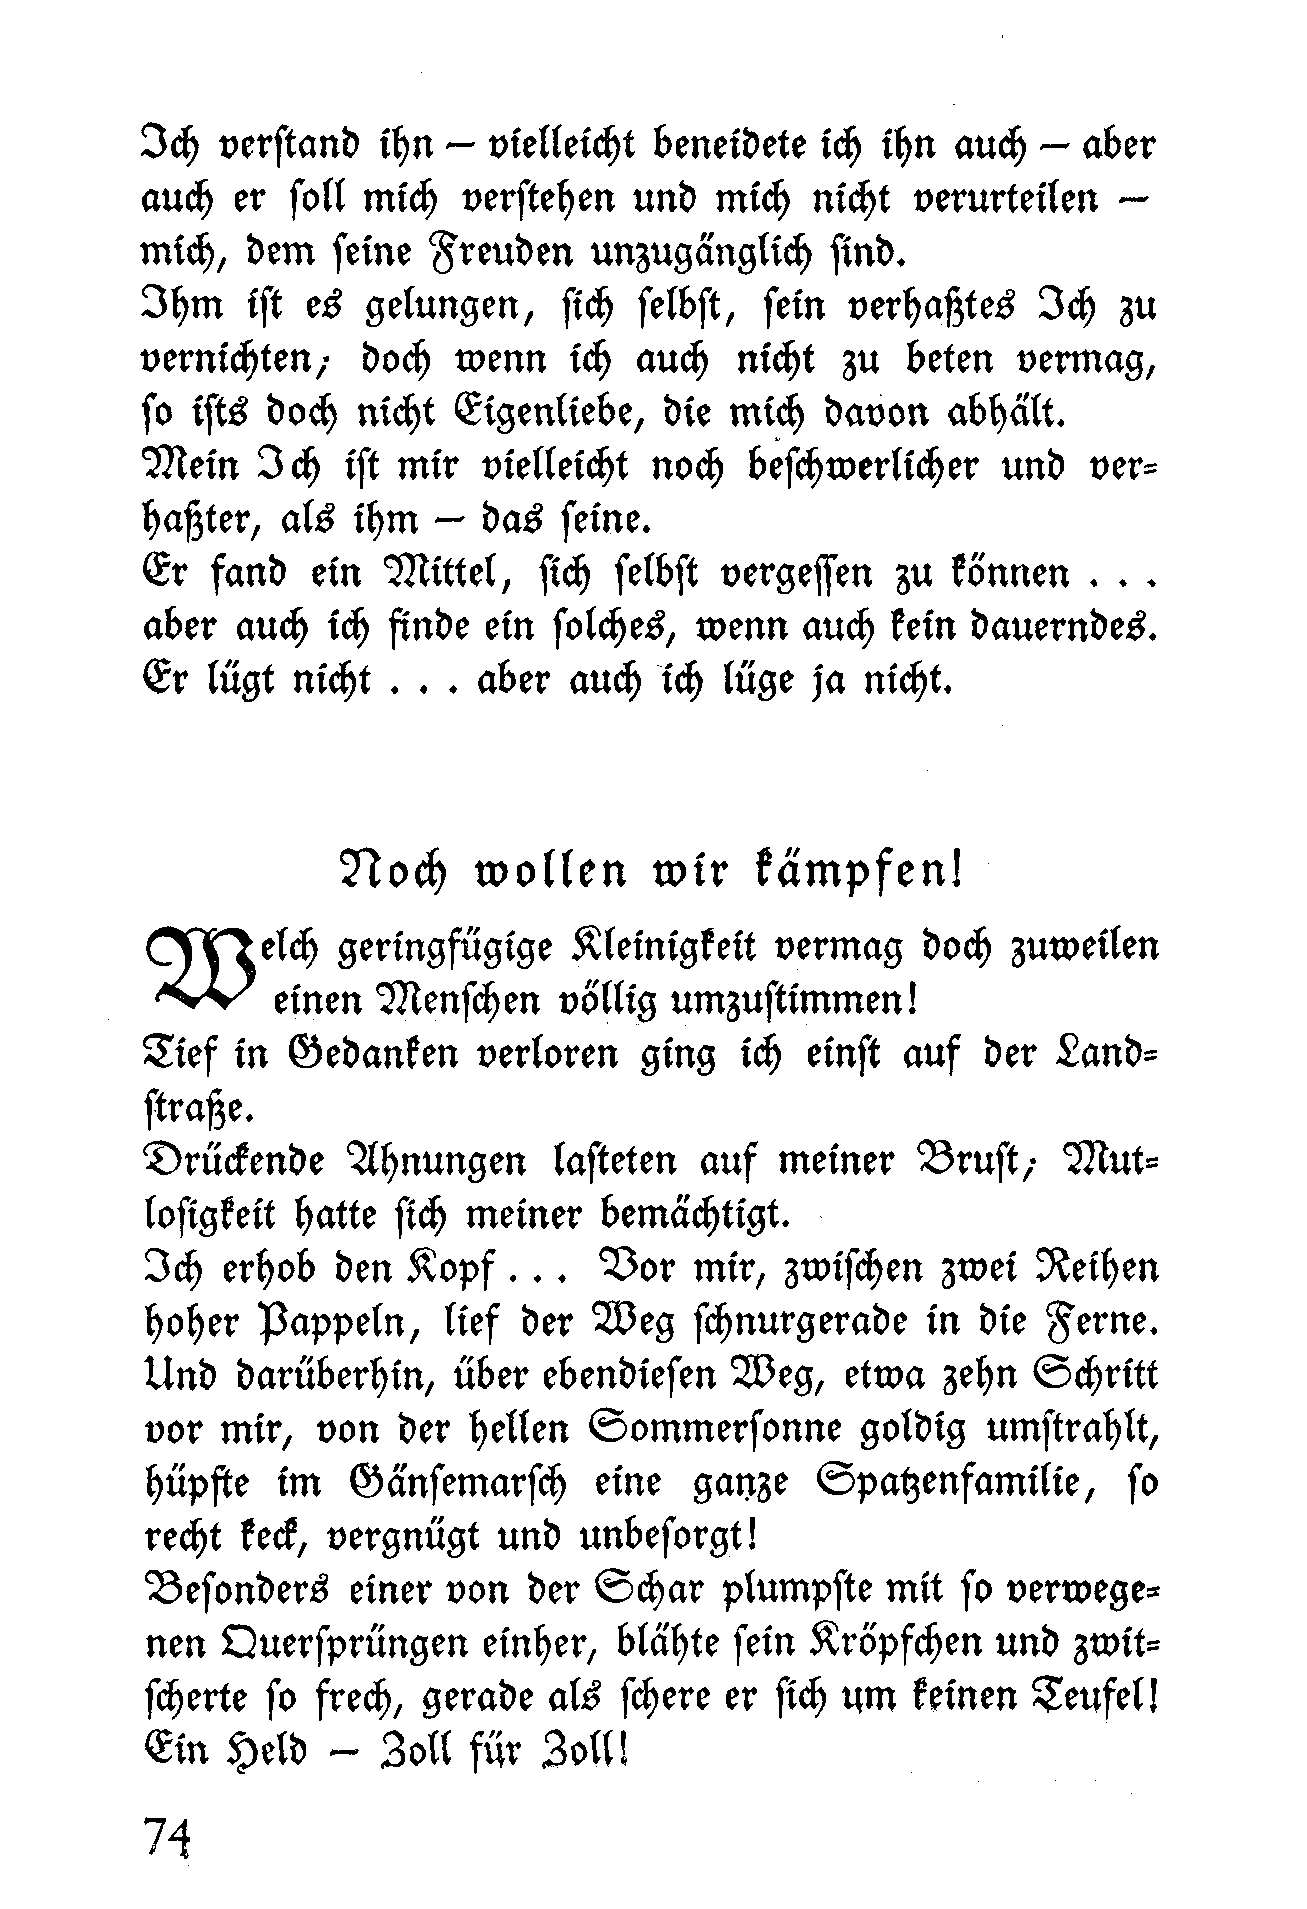 Ich verstand ihn – vielleicht beneidete ich ihn auch – aber
auch er soll mich verstehen und mich nicht verurteilen –
mich, dem seine Freuden unzugänglich sind.
Ihm ist es gelungen, sich selbst, sein verhaßtes Ich zu
vernichten; doch wenn ich auch nicht zu beten vermag,
so ists doch nicht Eigenliebe, die mich davon abhält.
Mein Ich ist mir vielleicht noch beschwerlicher und ver-
haßter, als ihm – das seine.
Er fand ein Mittel, sich selbst vergessen zu können . . .
aber auch ich finde ein solches, wenn auch kein dauerndes.
Er lügt nicht . . . aber auch ich lüge ja nicht.
Noch wollen wir kämpfen!
Welch geringfügige Kleinigkeit vermag doch zuweilen
einen Menschen völlig umzustimmen!
Tief in Gedanken verloren ging ich einst auf der Land-
straße.
Drückende Ahnungen lasteten auf meiner Brust; Mut-
losigkeit hatte sich meiner bemächtigt.
Ich erhob den Kopf . . . Vor mir, zwischen zwei Reihen
hoher Pappeln, lief der Weg schnurgerade in die Ferne.
Und darüberhin, über ebendiesen Weg, etwa zehn Schritt
vor mir, von der hellen Sommersonne goldig umstrahlt,
hüpfte im Gänsemarsch eine ganze Spatzenfamilie, so
recht keck, vergnügt und unbesorgt!
Besonders einer von der Schar plumpste mit so verwege-
nen Quersprüngen einher, blähte sein Kröpfchen und zwit-
scherte so frech, gerade als schere er sich um keinen Teufel!
Ein Held – Zoll für Zoll!
74